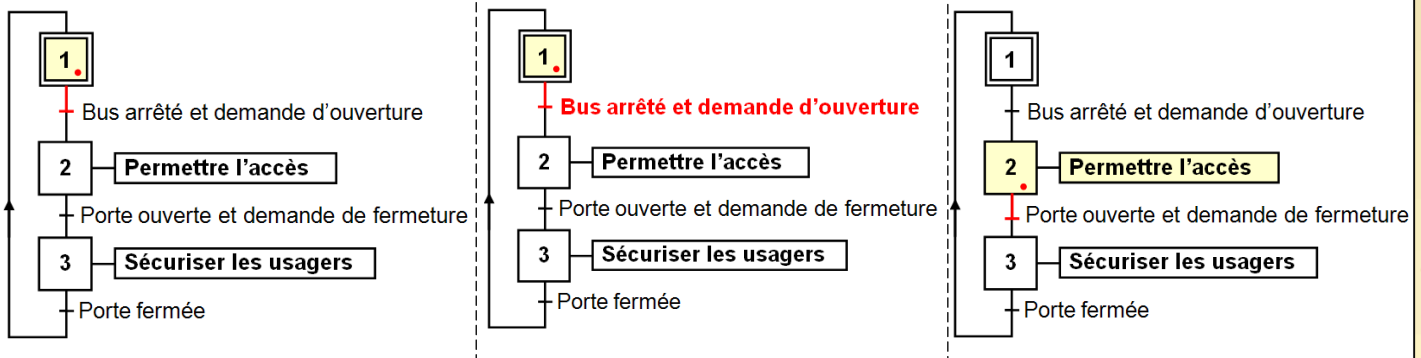 1
Bus arrêté et demande d’ouverture
2
Permettre l’accès
Porte ouverte et demande de fermeture
3
Sécuriser les usagers
Porte fermée
1
Bus arrêté et demande d’ouverture
2
Permettre l’accès
Porte ouverte et demande de fermeture
3
Sécuriser les usagers
Porte fermée
1
Bus arrêté et demande d’ouverture
2
Permettre l’accès
Porte ouverte et demande de fermeture
3
Sécuriser les usagers
Porte fermée